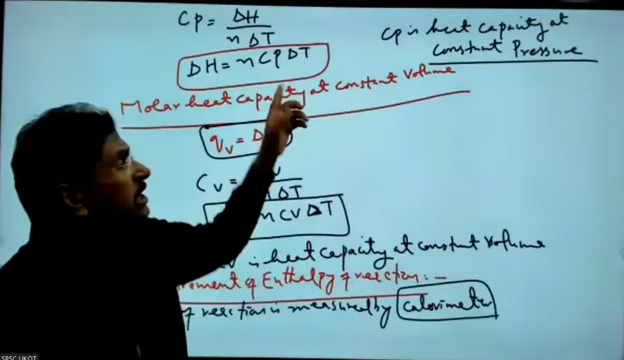 Cp = ΔH / n ΔT
Cp is heat capacity at
constant Pressure
ΔH = n Cp ΔT
Molar heat capacity at constant volume
qv = Δ
Cv =
ΔT
n CV ΔT
is heat capacity at constant volume
of Enthalpy of reaction :-
of reaction is measured by calorimeter